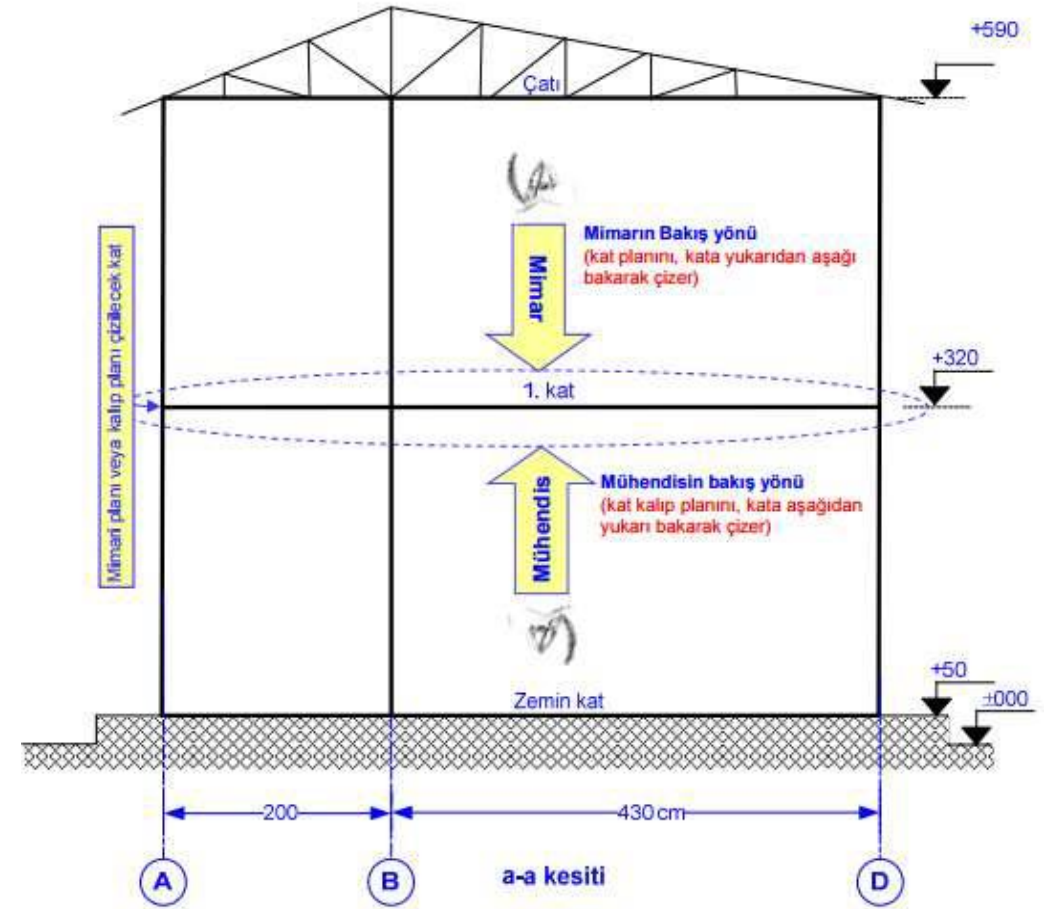 +590
Çatı
Mimarın Bakış yönü
(kat planını, kata yukarıdan aşağı
bakarak çizer)
Mimar
Mimari planı veya kalıp planı çizilecek kat
+320
1. kat
Mühendisin bakış yönü
(kat kalıp planını, kata aşağıdan
yukarı bakarak çizer)
Mühendis
+50
Zemin kat
±000
200
430 cm
A
B
a-a kesiti
D